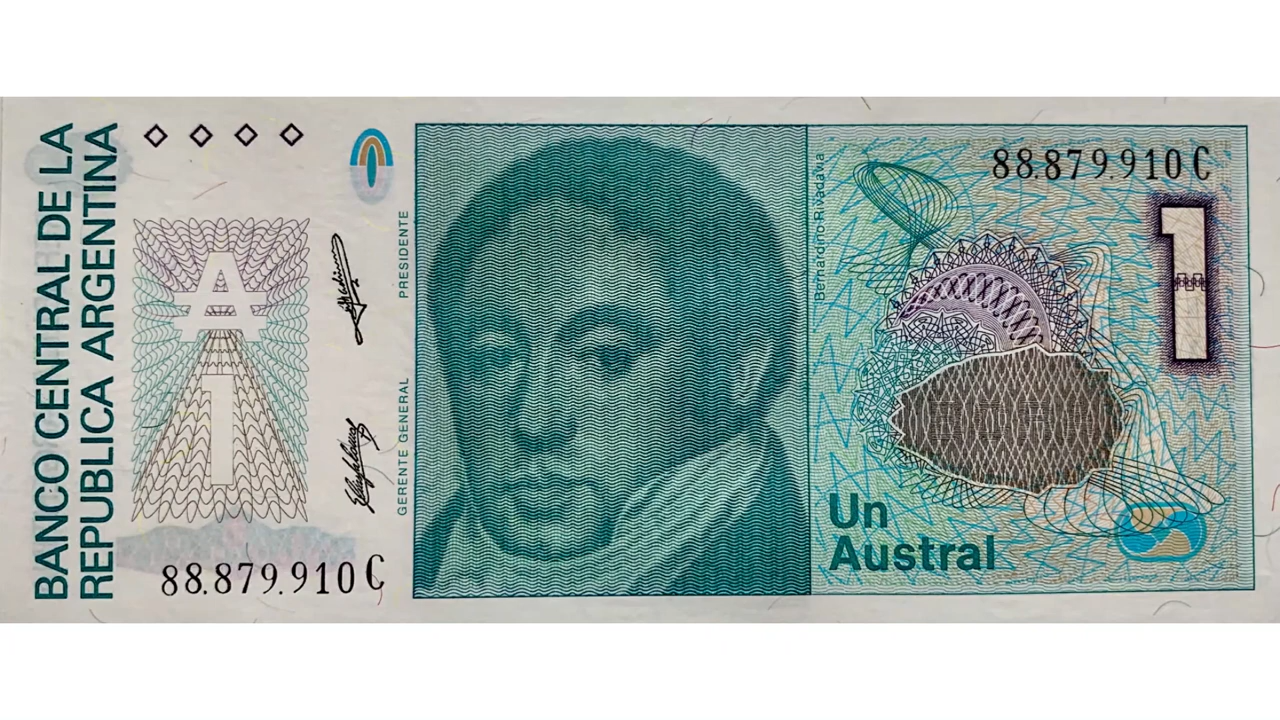 BANCO CENTRAL DE LA
REPUBLICA ARGENTINA
A
1
88.879.910 C
PRESIDENTE
GERENTE GENERAL
Bernardino Rivadavia
88.879.910 C
1
Un
Austral